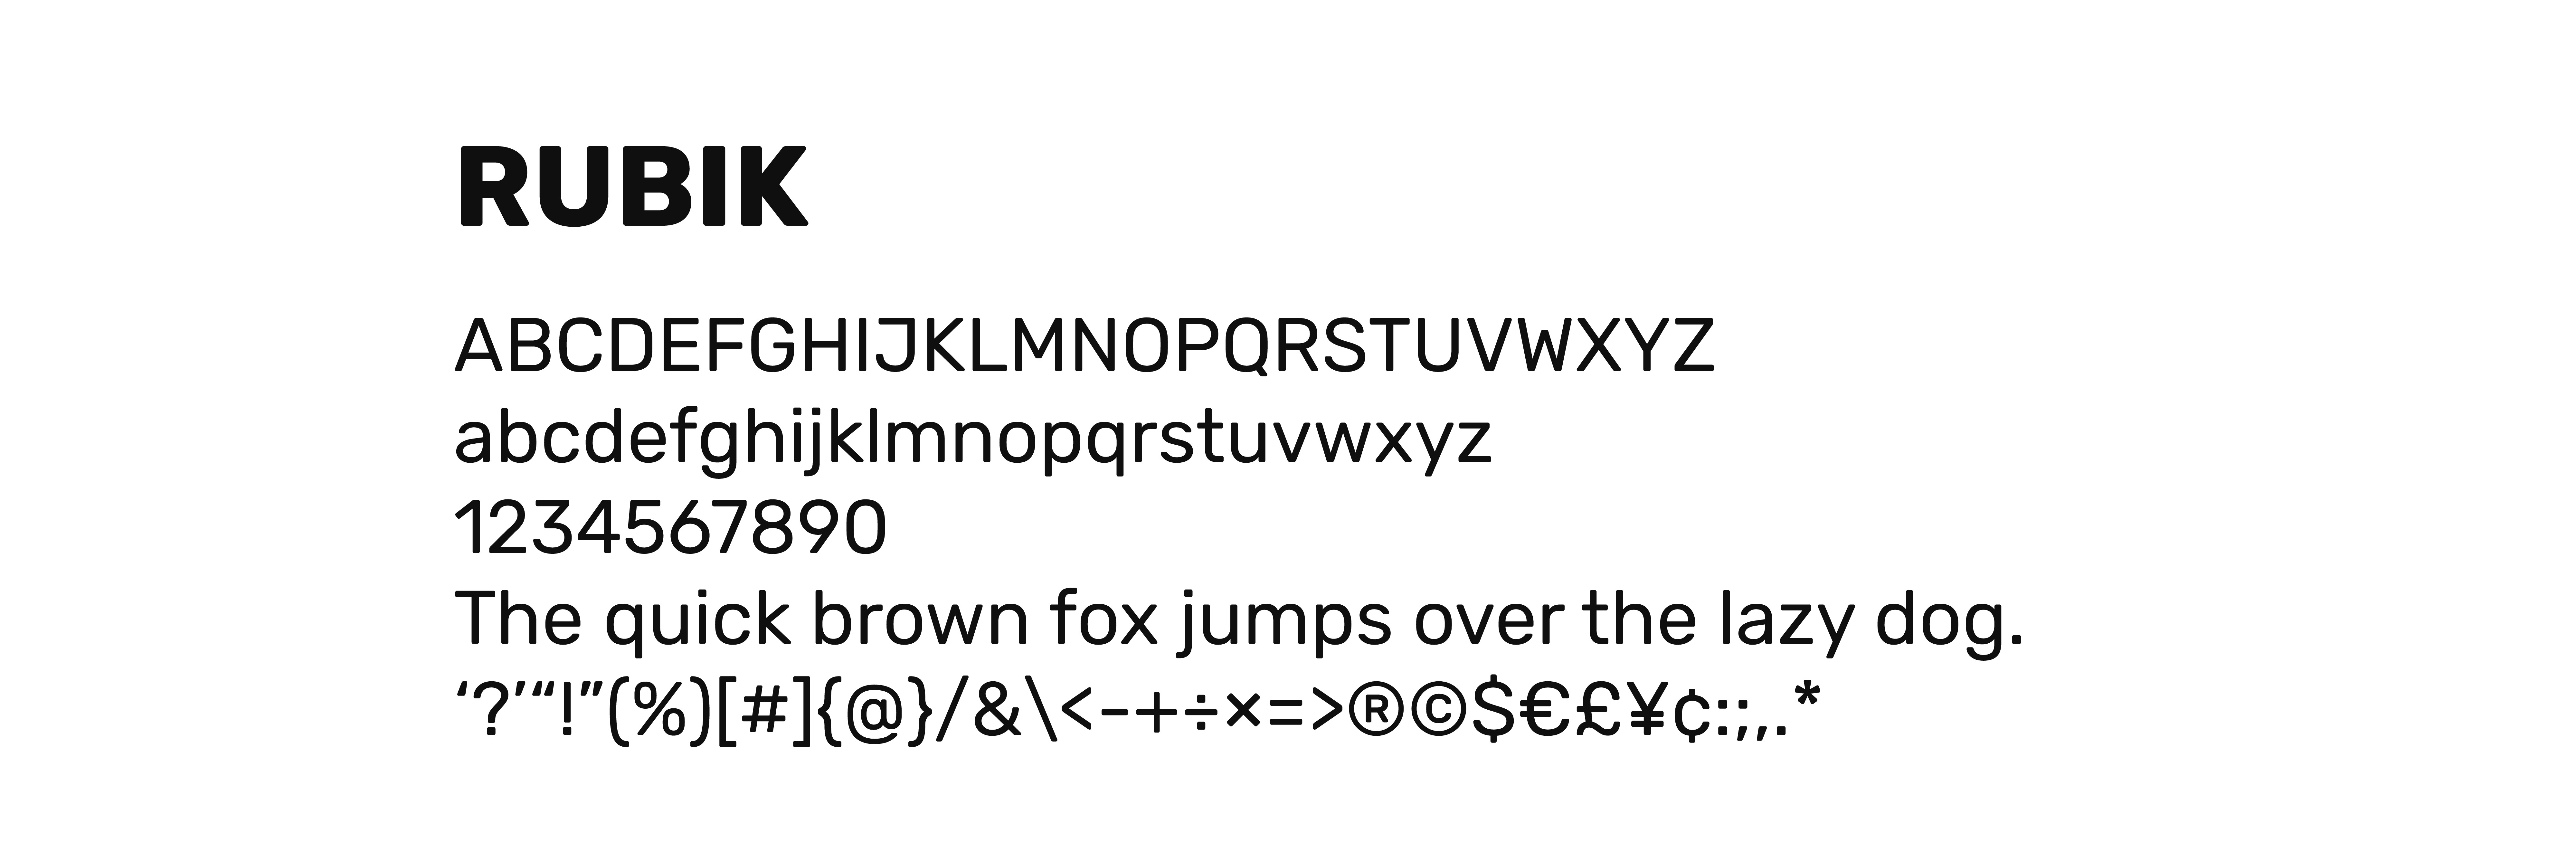 RUBIK
ABCDEFGHIJKLMNOPQRSTUVWXYZ
abcdefghijklmnopqrstuvwxyz
1234567890
The quick brown fox jumps over the lazy dog.
‘?’“!”(%)[#]{@}/&\<-+÷×=>®©$€£¥¢:;,.*